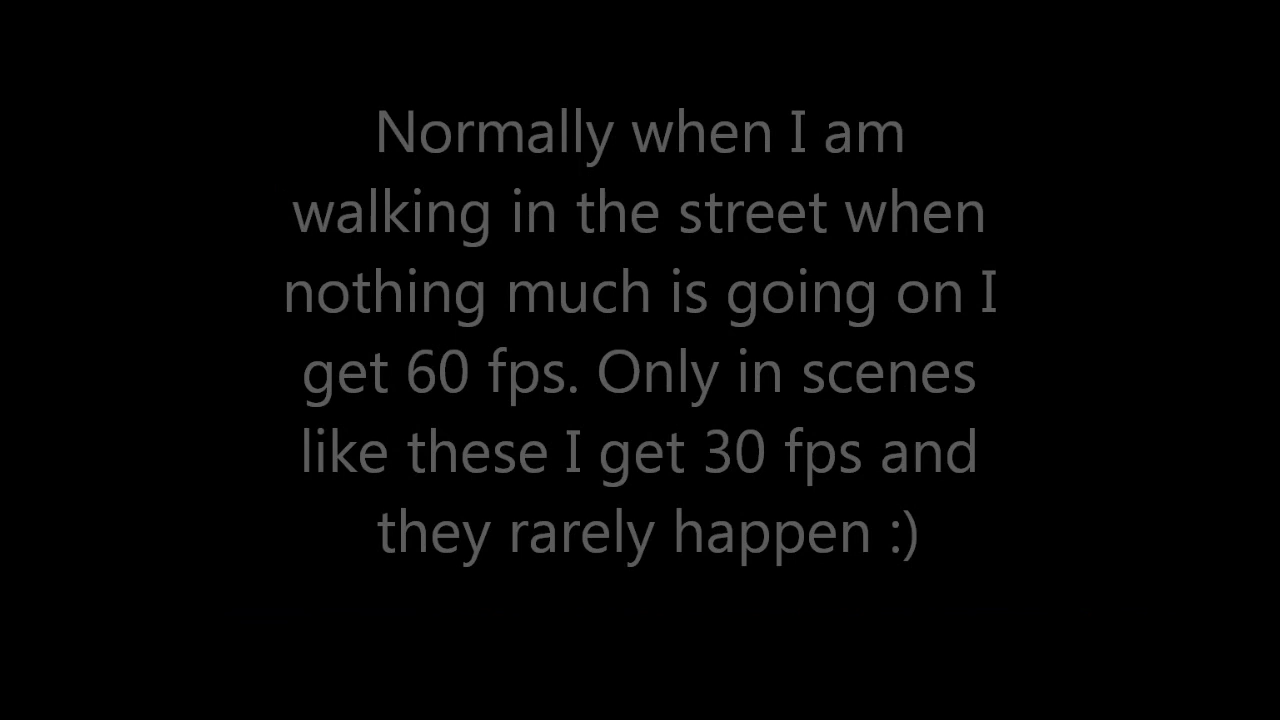 Normally when I am
walking in the street when
nothing much is going on I
get 60 fps. Only in scenes
like these I get 30 fps and
they rarely happen :)